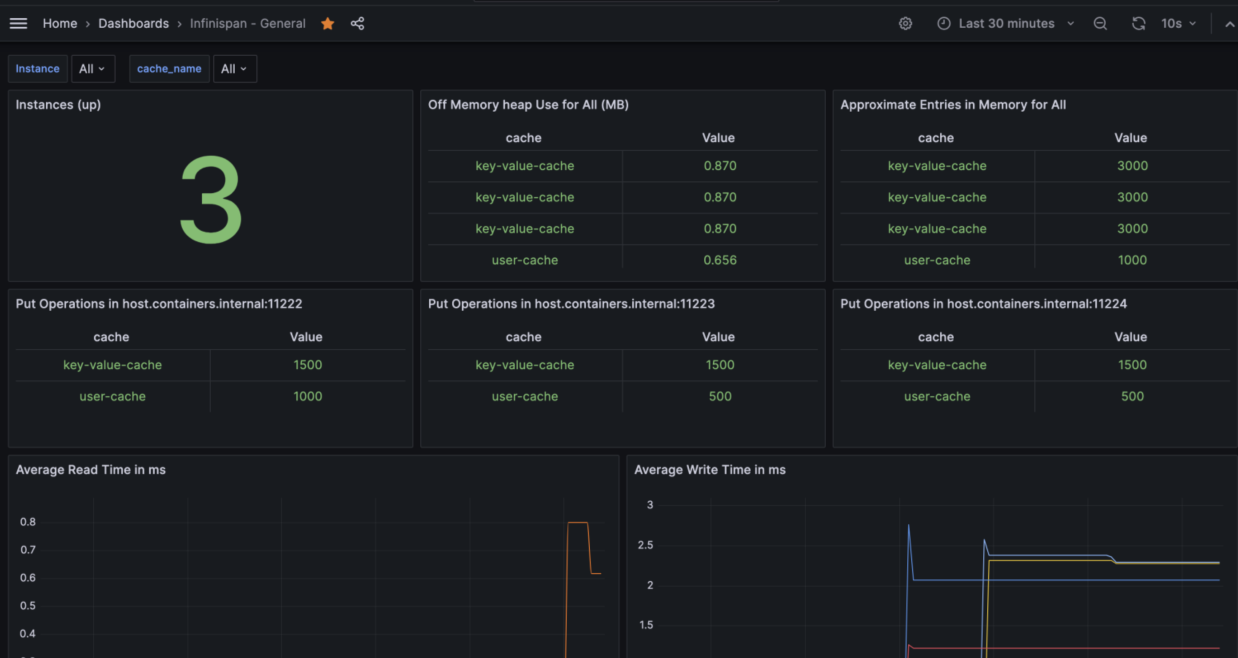 Home › Dashboards › Infinispan - General
Last 30 minutes
10s
Instance All cache_name All
Instances (up)
3
Off Memory heap Use for All (MB)
cache Value
key-value-cache 0.870
key-value-cache 0.870
key-value-cache 0.870
user-cache 0.656
Approximate Entries in Memory for All
cache Value
key-value-cache 3000
key-value-cache 3000
key-value-cache 3000
user-cache 1000
Put Operations in host.containers.internal:11222
cache Value
key-value-cache 1500
user-cache 1000
Put Operations in host.containers.internal:11223
cache Value
key-value-cache 1500
user-cache 500
Put Operations in host.containers.internal:11224
cache Value
key-value-cache 1500
user-cache 500
Average Read Time in ms
0.8
0.7
0.6
0.5
0.4
Average Write Time in ms
3
2.5
2
1.5